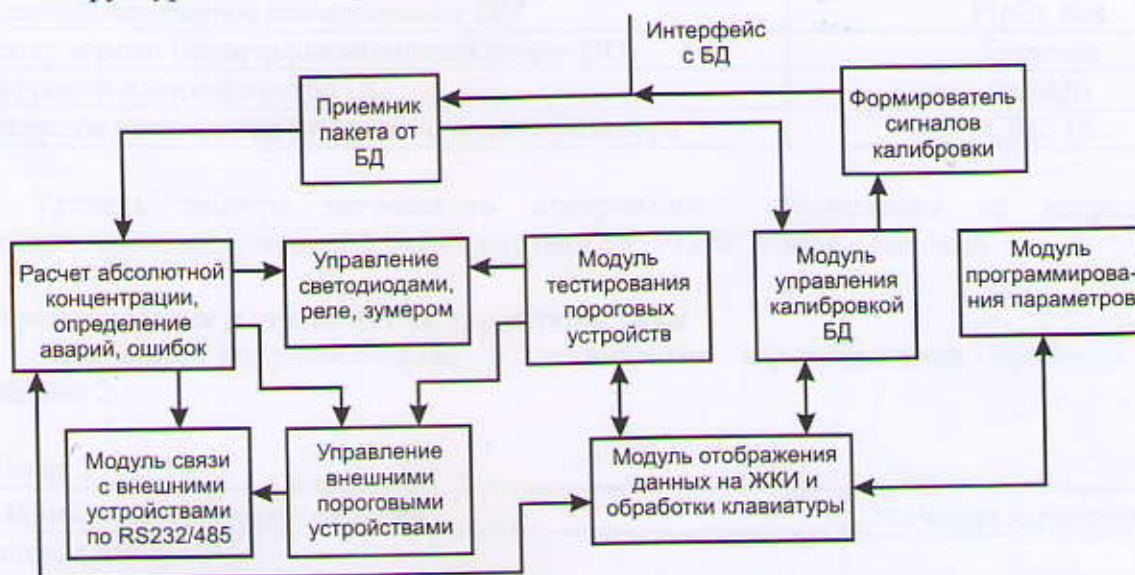 Интерфейс
с БД
Приемник
пакета от
БД
Формирователь
сигналов
калибровки
Расчет абсолютной
концентрации,
определение
аварий, ошибок
Управление
светодиодами,
реле, зумером
Модуль
тестирования
пороговых
устройств
Модуль
управления
калибровкой
БД
Модуль
программирова-
ния параметров
Модуль связи
с внешними
устройствами
по RS232/485
Управление
внешними
пороговыми
устройствами
Модуль отображения
данных на ЖКИ и
обработки клавиатуры